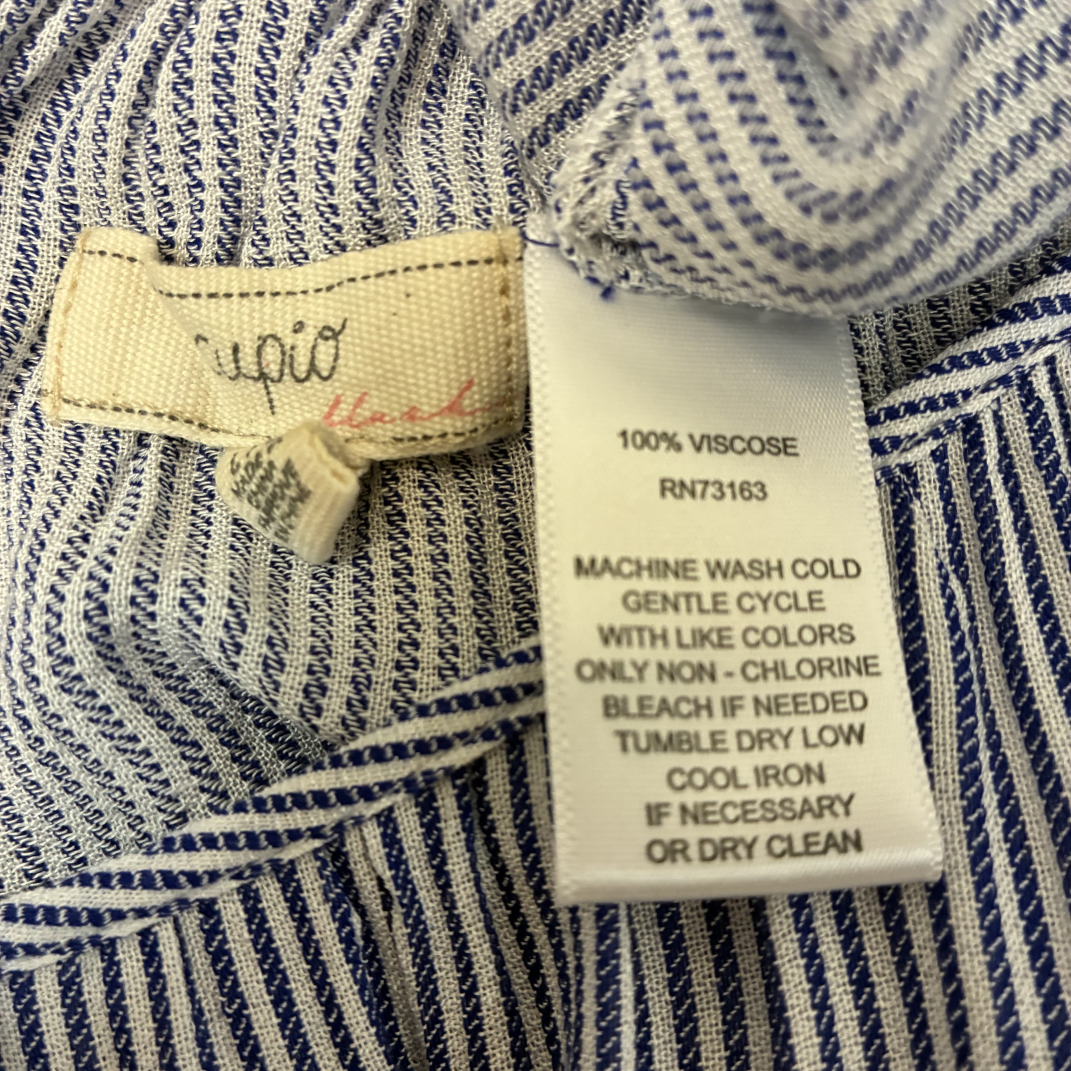 upio
blush
100% VISCOSE
RN73163
MACHINE WASH COLD
GENTLE CYCLE
WITH LIKE COLORS
ONLY NON - CHLORINE
BLEACH IF NEEDED
TUMBLE DRY LOW
COOL IRON
IF NECESSARY
OR DRY CLEAN